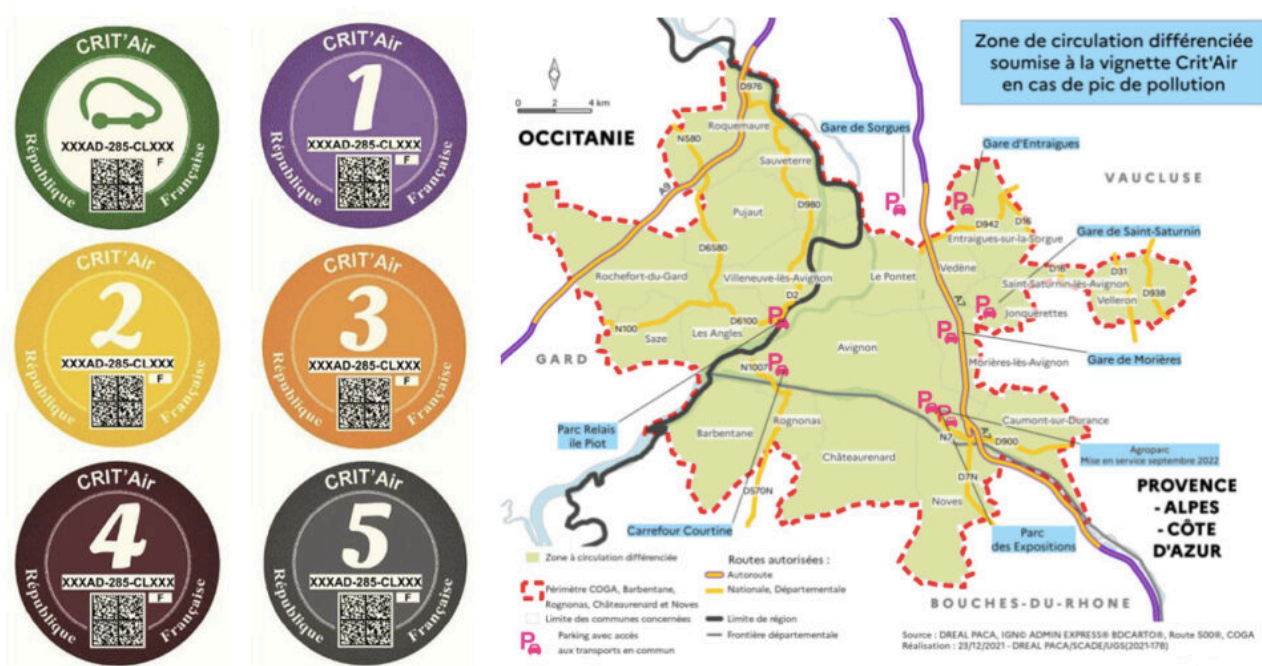 CRIT'Air
XXXAD-285-CLXXX
F
République
Française
CRIT'Air
1
XXXAD-285-CLXXX
F
République
Française
CRIT'Air
2
XXXAD-285-CLXXX
F
République
Française
CRIT'Air
3
XXXAD-285-CLXXX
F
République
Française
CRIT'Air
4
XXXAD-285-CLXXX
F
République
Française
CRIT'Air
5
XXXAD-285-CLXXX
F
République
Française
Zone de circulation différenciée
soumise à la vignette Crit'Air
en cas de pic de pollution
0 2 4 km
OCCITANIE
D976
Roquemaure
N580
Gare de Sorgues
Gare d'Entraigues
Sauveterre
VAUCLUSE
A9
P
P
Pujaut
D980
D942
D16
Entraigues-sur-la-Sorgue
Gare de Saint-Saturnin
D6580
Rochefort-du-Gard
Villeneuve-lès-Avignon
Le Pontet
Vedène
D16
D31
Saint-Saturnin-lès-Avignon
D2
A7
D938
Velleron
P
Jonquerettes
N100
D6100
P
Les Angles
Saze
Avignon
P
GARD
Morières-lès-Avignon
Gare de Morières
N1007
P
Parc Relais
ile Piot
Rognonas
P
P
Caumont-sur-Durance
Barbentane
N7
A7
D900
Agroparc
Mise en service septembre 2022
Châteaurenard
D7N
D570N
Noves
PROVENCE
- ALPES
- CÔTE
D'AZUR
Carrefour Courtine
Parc
des Expositions
Zone à circulation différenciée
Routes autorisées :
Autoroute
Périmètre COGA, Barbentane,
Rognonas, Châteaurenard et Noves
Nationale, Départementale
BOUCHES-DU-RHONE
Limite des communes concernées
Limite de région
P
Parking avec accès
aux transports en commun
Frontière départementale
Source : DREAL PACA, IGN© ADMIN EXPRESS® BDCARTO®, Route 500®, COGA
Réalisation : 23/12/2021 - DREAL PACA/SCADE/UGS(2021-178)